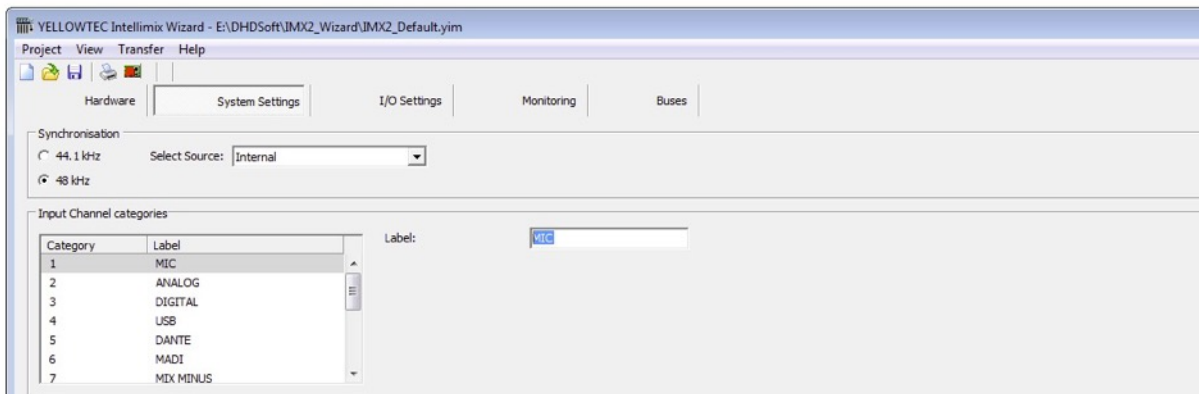 YELLOWTEC Intellimix Wizard - E:\DHDSoft\IMX2_Wizard\IMX2_Default.yim
Project View Transfer Help
Hardware System Settings I/O Settings Monitoring Buses
Synchronisation
44.1 kHz Select Source: Internal
48 kHz
Input Channel categories
Category Label Label: MIC
1 MIC
2 ANALOG
3 DIGITAL
4 USB
5 DANTE
6 MADI
7 MIX MINUS